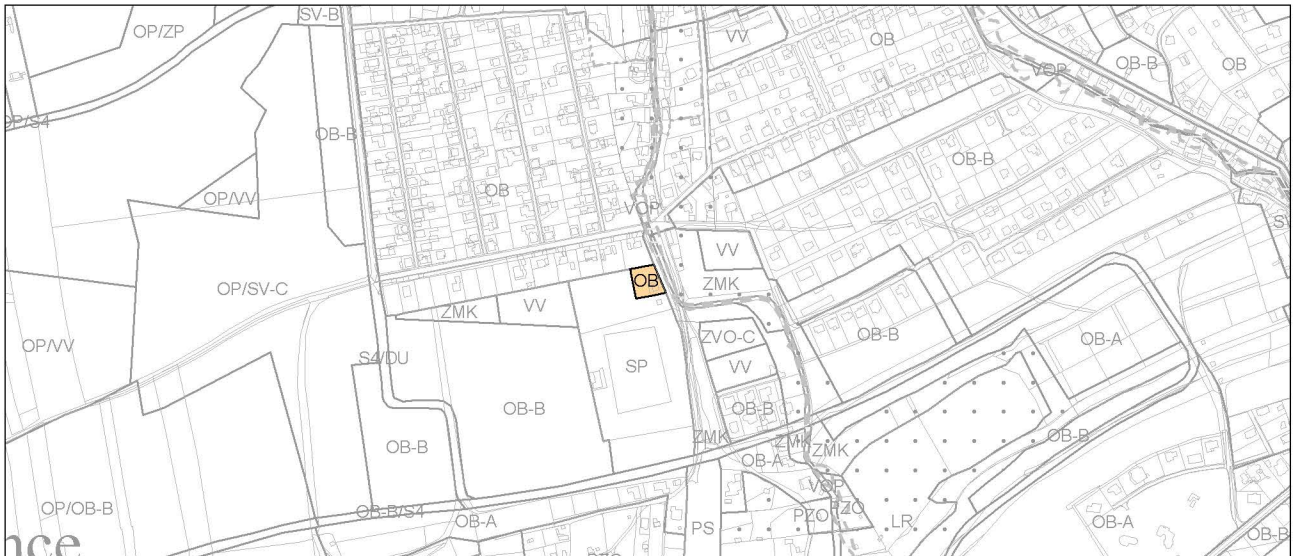 SV-B
OP/ZP
VV
OB
OB-B
VOP
OB
OP/S4
OB-B
OB-B
OP/VV
OB
VOP
VV
OB
ZMK
OP/SV-C
ZMK
VV
OP/VV
S4/DU
SP
ZVO-C
OB-B
OB-A
VV
OB-B
OB-B
OB-B
ZMK
ZMK
ZMK
OB-B
OB-A
VOP
PZO
PZO
OP/OB-B
OB-B/S4
OB-A
PS
LR
OB-A
OB-B
nce